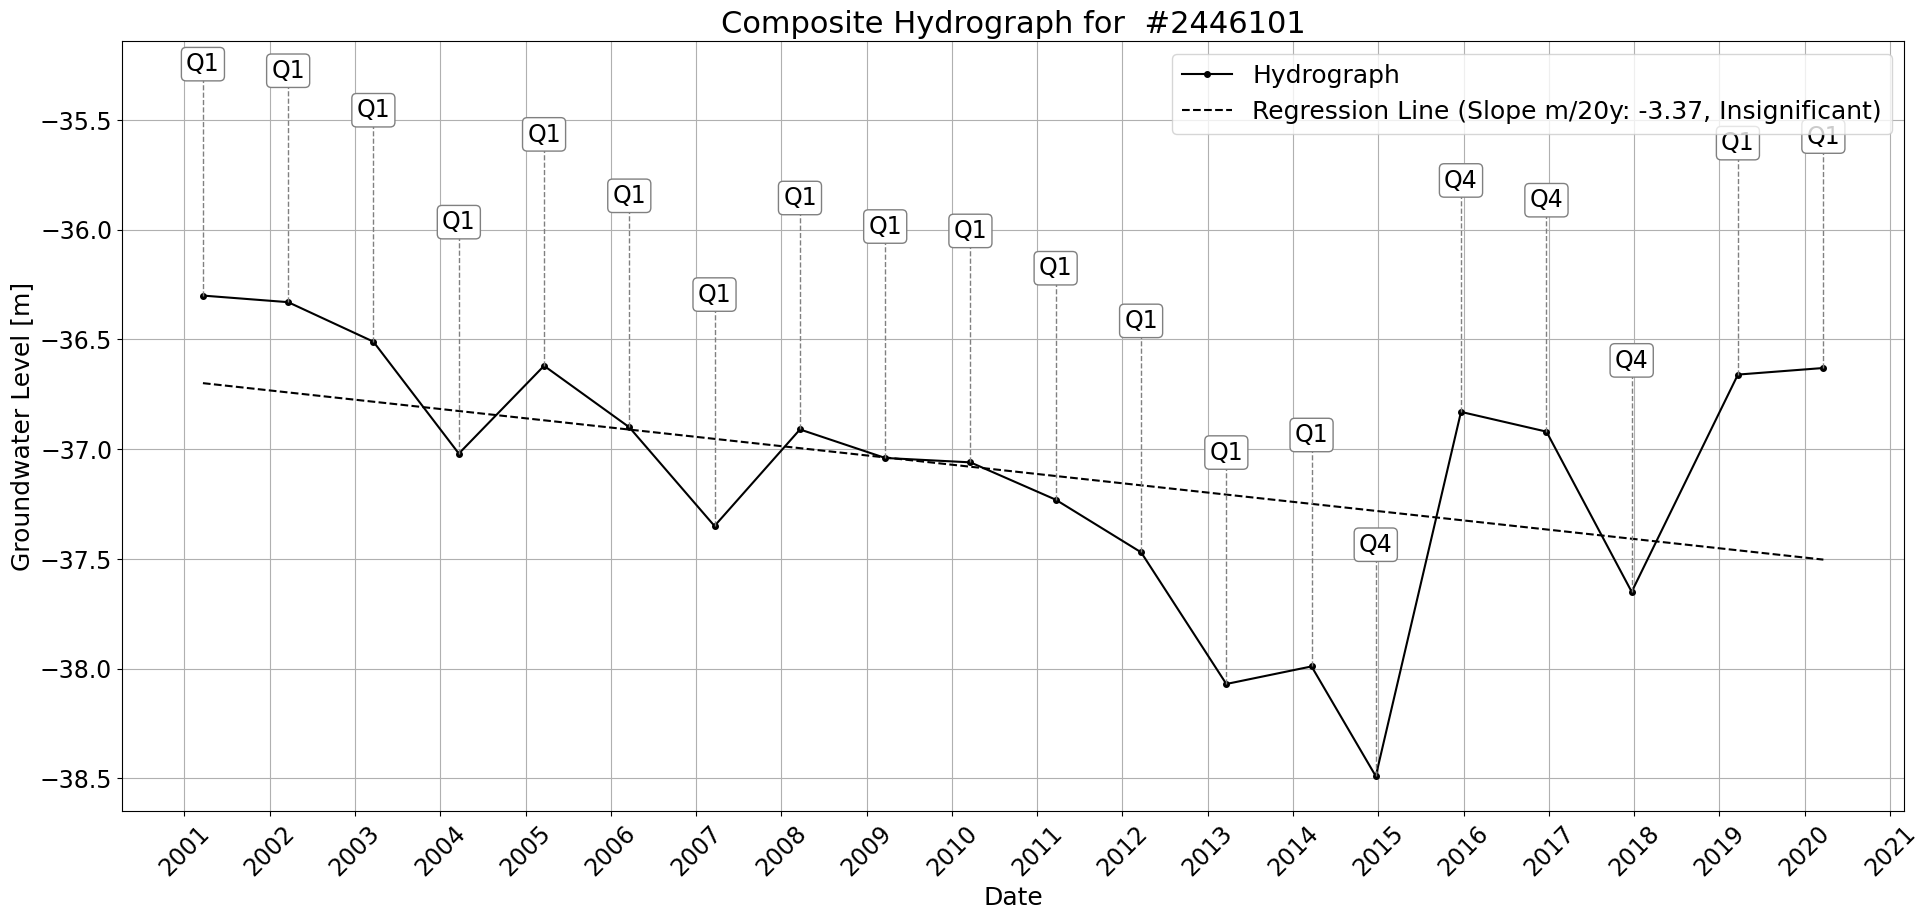 Composite Hydrograph for  #2446101
Hydrograph
Regression Line (Slope m/20y: -3.37, Insignificant)
Q1
Q1
Q1
Q1
Q1
Q1
Q1
Q1
Q1
Q1
Q1
Q1
Q1
Q1
Q4
Q4
Q4
Q4
Q1
Q1
Groundwater Level [m]
−35.5
−36.0
−36.5
−37.0
−37.5
−38.0
−38.5
2001
2002
2003
2004
2005
2006
2007
2008
2009
2010
2011
2012
2013
2014
2015
2016
2017
2018
2019
2020
2021
Date